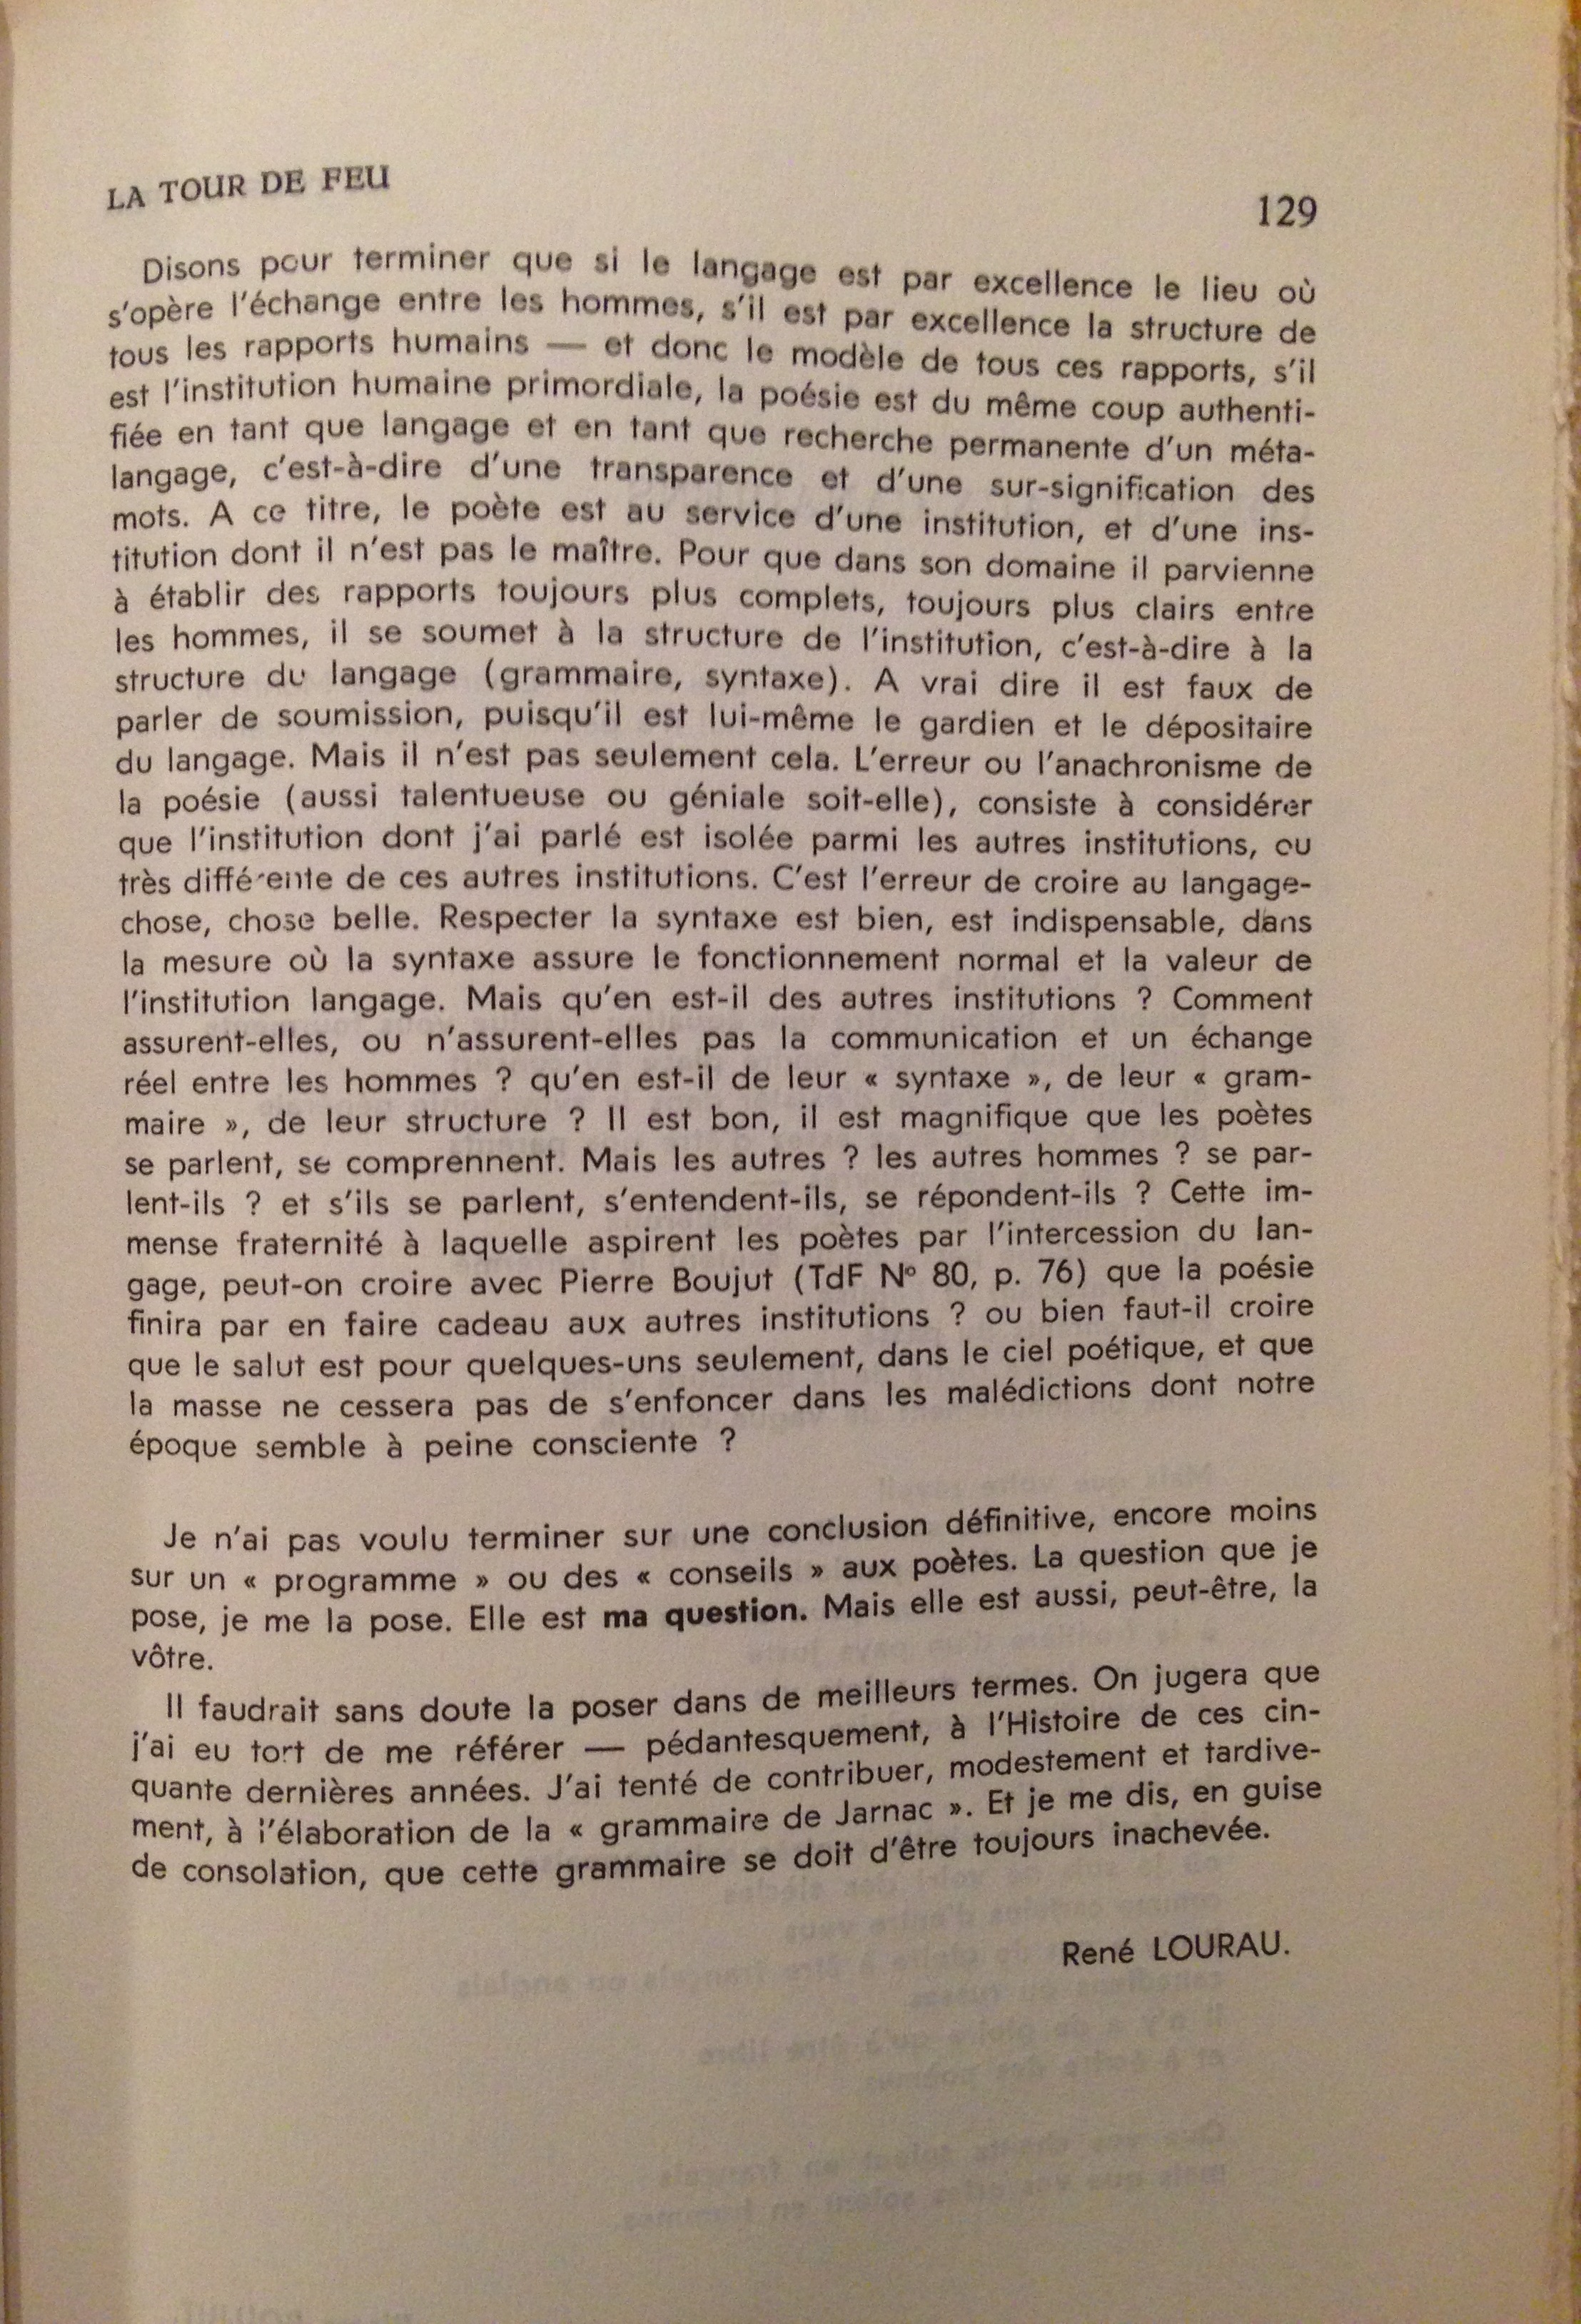 LA TOUR DE FEU
129
Disons pour terminer que si le langage est par excellence le lieu où
s'opère l'échange entre les hommes, s'il est par excellence la structure de
tous les rapports humains — et donc le modèle de tous ces rapports, s'il
est l'institution humaine primordiale, la poésie est du même coup authenti-
fiée en tant que langage et en tant que recherche permanente d'un méta-
langage, c'est-à-dire d'une transparence et d'une sur-signification des
mots. A ce titre, le poète est au service d'une institution, et d'une ins-
titution dont il n'est pas le maître. Pour que dans son domaine il parvienne
à établir des rapports toujours plus complets, toujours plus clairs entre
les hommes, il se soumet à la structure de l'institution, c'est-à-dire à la
structure du langage (grammaire, syntaxe). A vrai dire il est faux de
parler de soumission, puisqu'il est lui-même le gardien et le dépositaire
du langage. Mais il n'est pas seulement cela. L'erreur ou l'anachronisme de
la poésie (aussi talentueuse ou géniale soit-elle), consiste à considérer
que l'institution dont j'ai parlé est isolée parmi les autres institutions, ou
très différente de ces autres institutions. C'est l'erreur de croire au langage-
chose, chose belle. Respecter la syntaxe est bien, est indispensable, dans
la mesure où la syntaxe assure le fonctionnement normal et la valeur de
l'institution langage. Mais qu'en est-il des autres institutions ? Comment
assurent-elles, ou n'assurent-elles pas la communication et un échange
réel entre les hommes ? qu'en est-il de leur « syntaxe », de leur « gram-
maire », de leur structure ? Il est bon, il est magnifique que les poètes
se parlent, se comprennent. Mais les autres ? les autres hommes ? se par-
lent-ils ? et s'ils se parlent, s'entendent-ils, se répondent-ils ? Cette im-
mense fraternité à laquelle aspirent les poètes par l'intercession du lan-
gage, peut-on croire avec Pierre Boujut (TdF N° 80, p. 76) que la poésie
finira par en faire cadeau aux autres institutions ? ou bien faut-il croire
que le salut est pour quelques-uns seulement, dans le ciel poétique, et que
la masse ne cessera pas de s'enfoncer dans les malédictions dont notre
époque semble à peine consciente ?
Je n'ai pas voulu terminer sur une conclusion définitive, encore moins
sur un « programme » ou des « conseils » aux poètes. La question que je
pose, je me la pose. Elle est ma question. Mais elle est aussi, peut-être, la
vôtre.
Il faudrait sans doute la poser dans de meilleurs termes. On jugera que
j'ai eu tort de me référer — pédantesquement, à l'Histoire de ces cin-
quante dernières années. J'ai tenté de contribuer, modestement et tardive-
ment, à l'élaboration de la « grammaire de Jarnac ». Et je me dis, en guise
de consolation, que cette grammaire se doit d'être toujours inachevée.
René LOURAU.